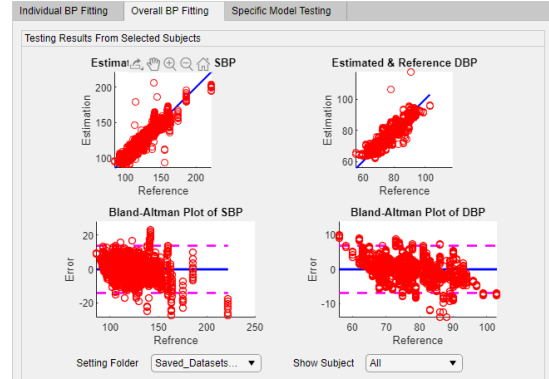 Individual BP Fitting Overall BP Fitting Specific Model Testing
Testing Results From Selected Subjects
SBP
Estimated & Reference DBP
200
150
100
Estimation
100 150 200
Reference
100
80
60
Estimation
60 80 100
Reference
Bland-Altman Plot of SBP
20
0
-20
Error
100 150 200 250
Reference
Bland-Altman Plot of DBP
10
0
-10
Error
60 70 80 90 100
Reference
Setting Folder Saved_Datasets... Show Subject All